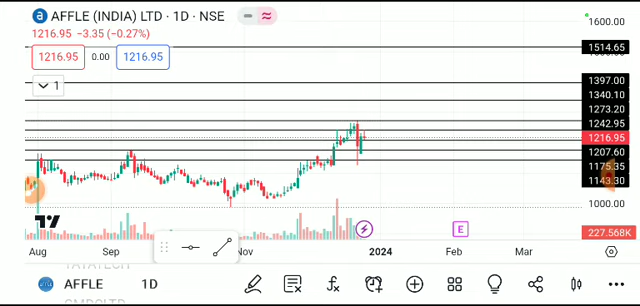 a AFFLE (INDIA) LTD · 1D · NSE
1216.95 −3.35 (−0.27%)
1216.95 0.00 1216.95
1
1600.00
1514.65
1397.00
1340.10
1273.20
1242.95
1216.95
1207.60
1175.35
1143.30
1000.00
227.568K
E
Aug Sep Nov 2024 Feb Mar
TATATECH
AFFLE 1D